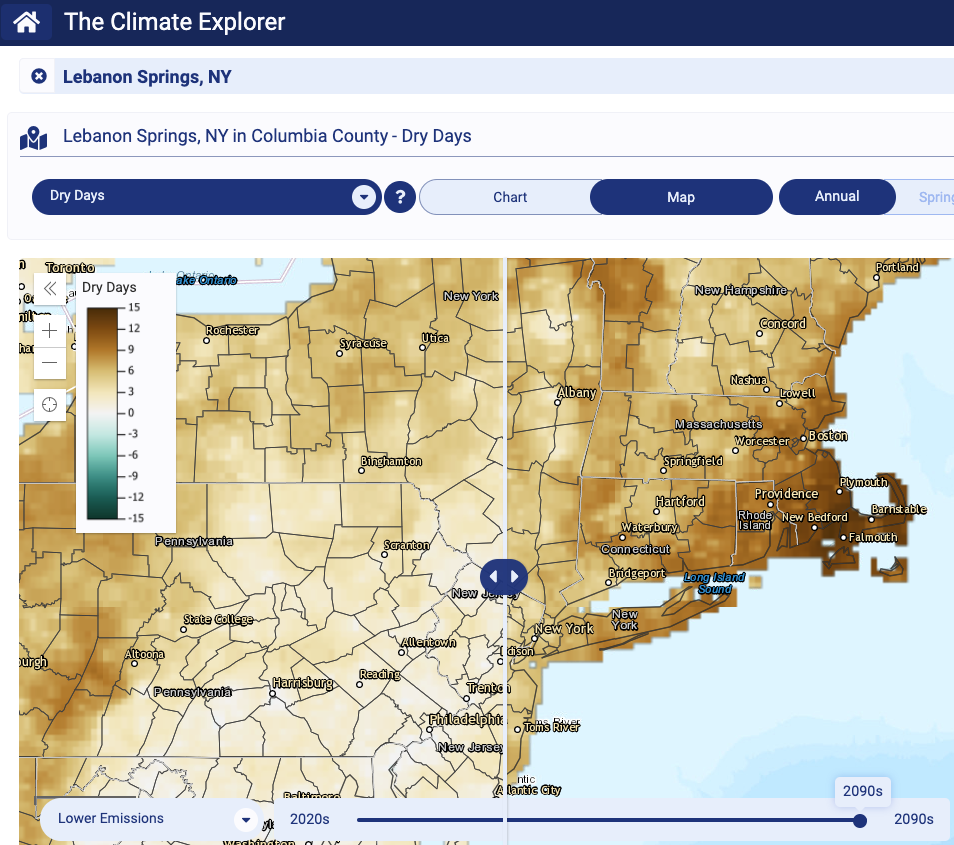 The Climate Explorer
Lebanon Springs, NY
Lebanon Springs, NY in Columbia County - Dry Days
Dry Days
?
Chart
Map
Annual
Spring
Toronto
Lake Ontario
Dry Days
15
12
9
6
3
0
-3
-6
-9
-12
-15
New York
Rochester
Syracuse
Utica
Binghamton
Pennsylvania
Scranton
New Jersey
State College
Altoona
Allentown
Reading
Harrisburg
Pennsylvania
Trenton
Philadelphia
New Jersey
Baltimore
Washington
Portland
New Hampshire
Concord
Nashua
Lowell
Albany
Massachusetts
Worcester
Boston
Springfield
Hartford
Providence
Plymouth
Rhode
Island
New Bedford
Barnstable
Falmouth
Waterbury
Connecticut
Bridgeport
Long Island
Sound
New York
New
York
Edison
Toms River
Atlantic City
Lower Emissions
2020s
2090s
2090s